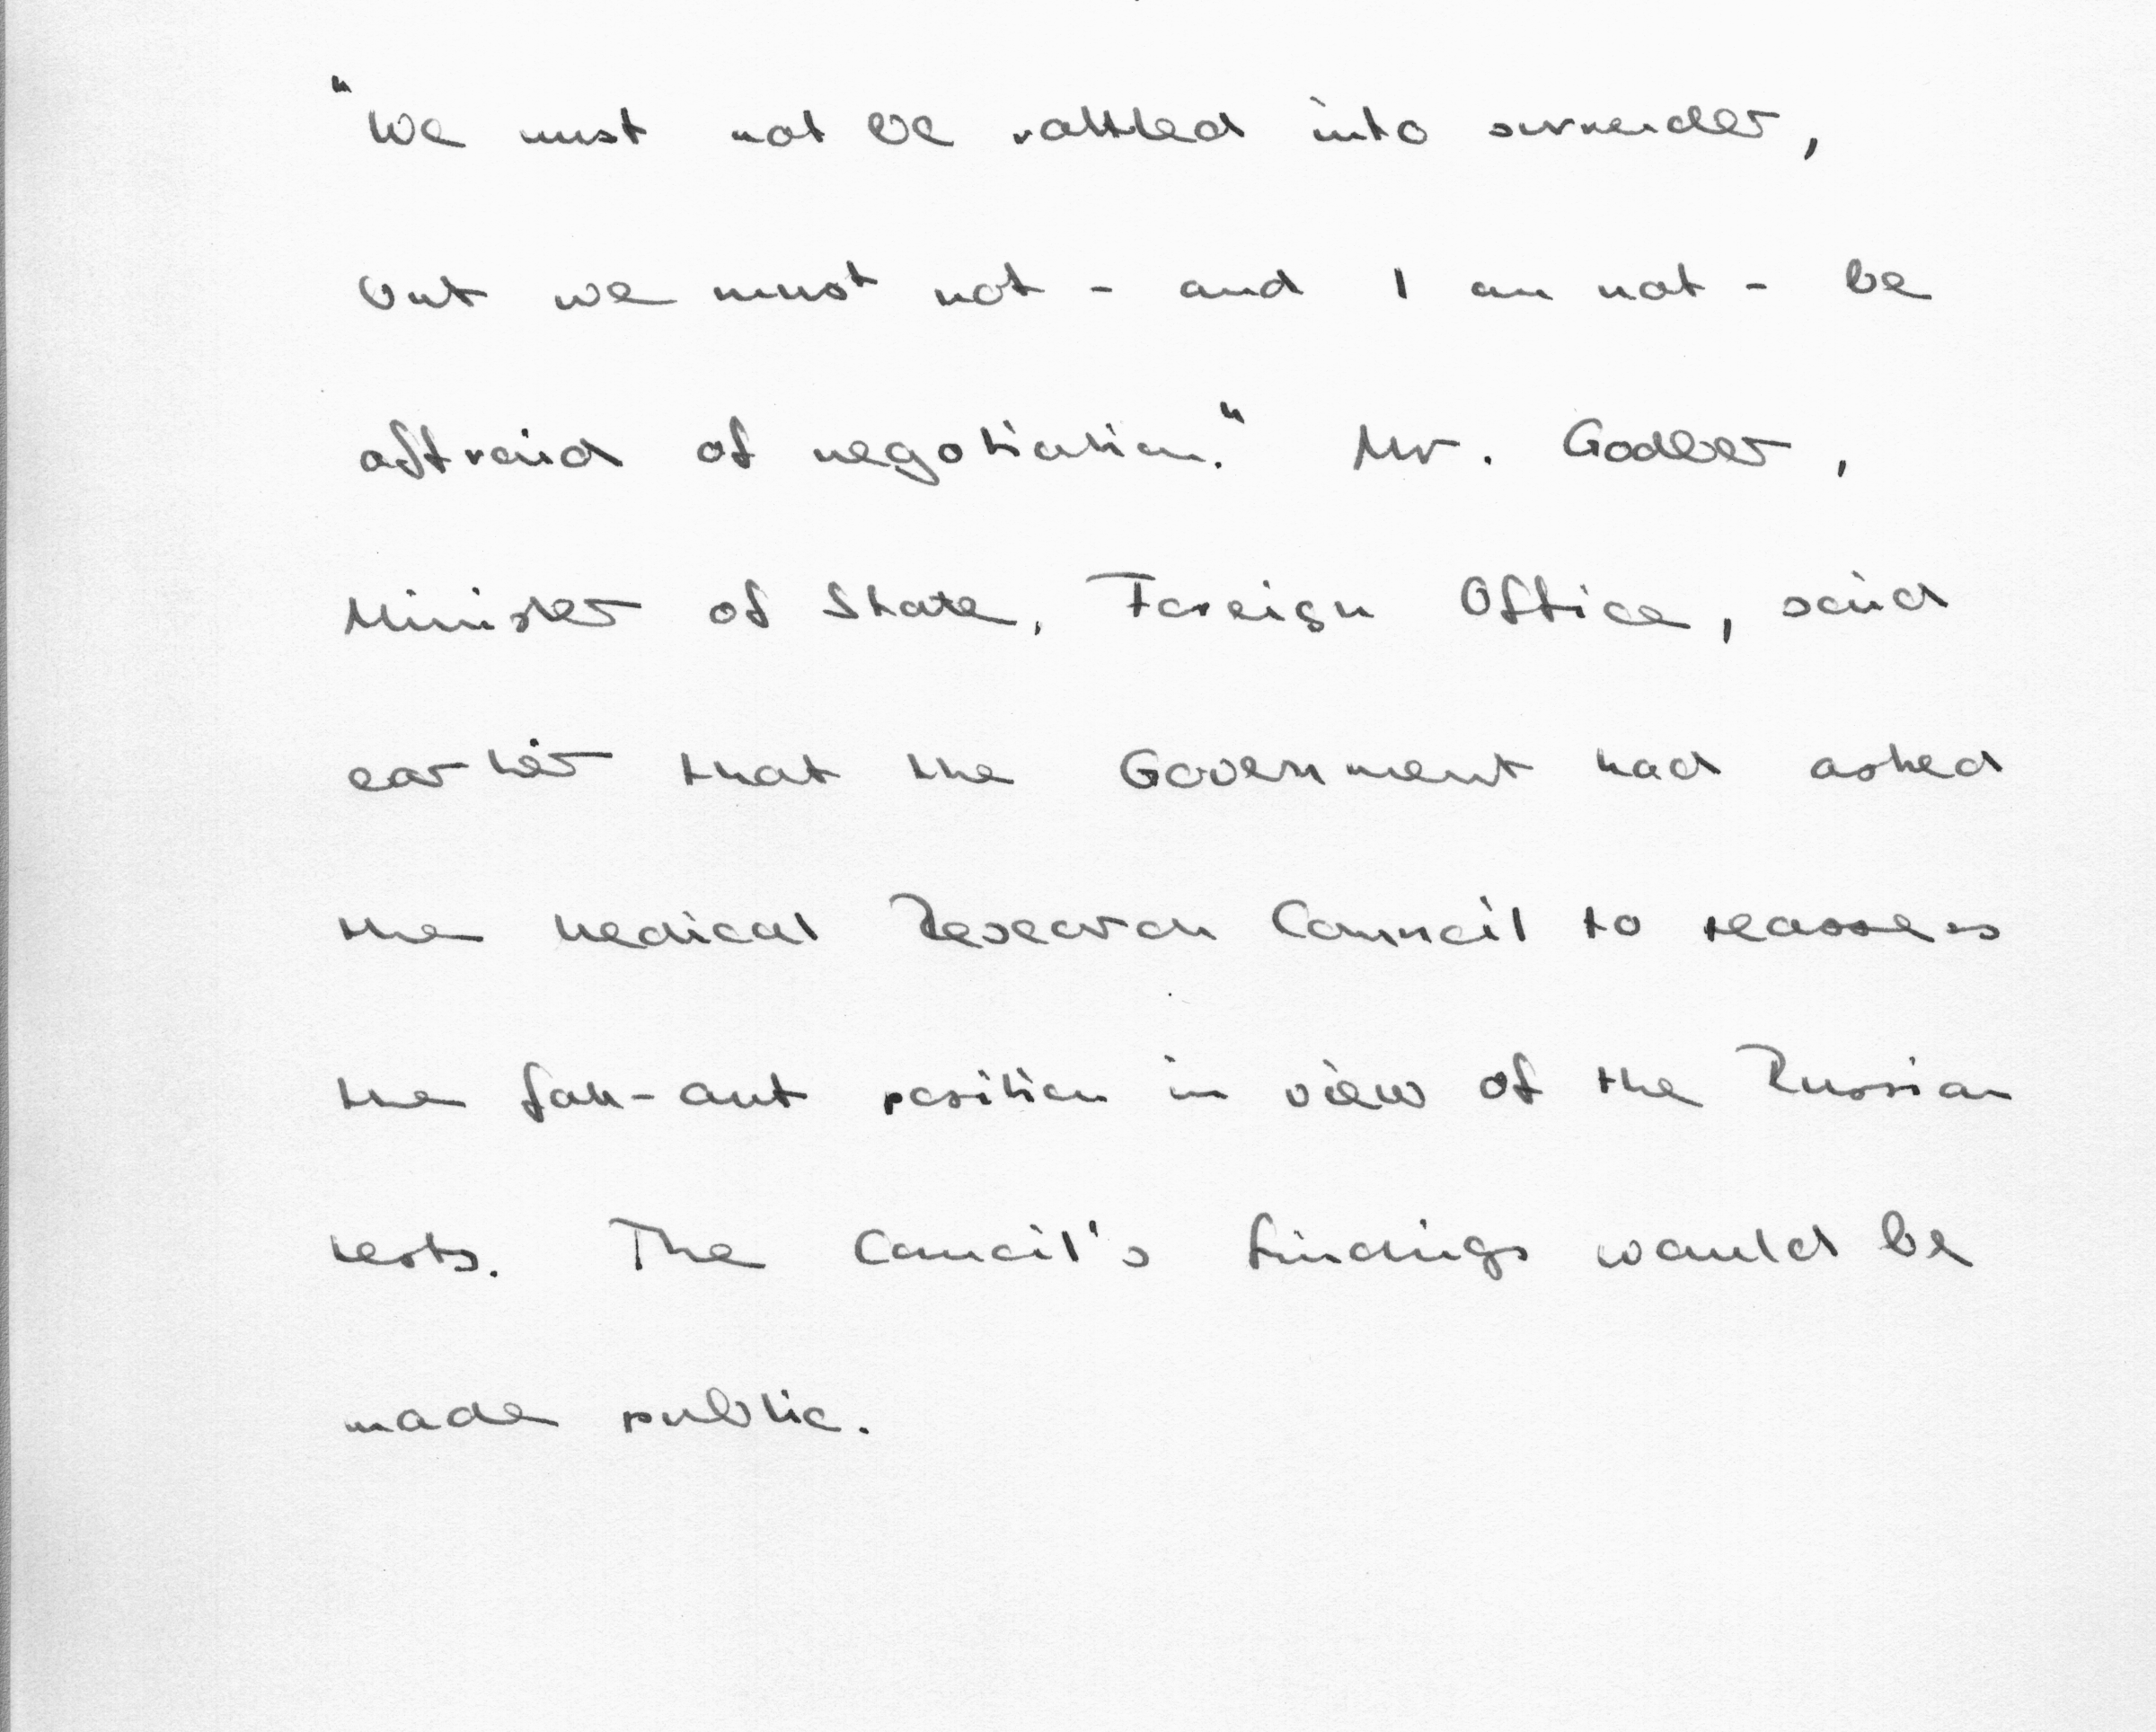 "We must not be rattled into surrender,
but we must not - and I am not - be
afraid of negotiation." Mr. Godber,
Minister of State, Foreign Office, said
earlier that the Government had asked
the Medical Research Council to reassess
the fall-out position in view of the Russian
tests. The Council's findings would be
made public.